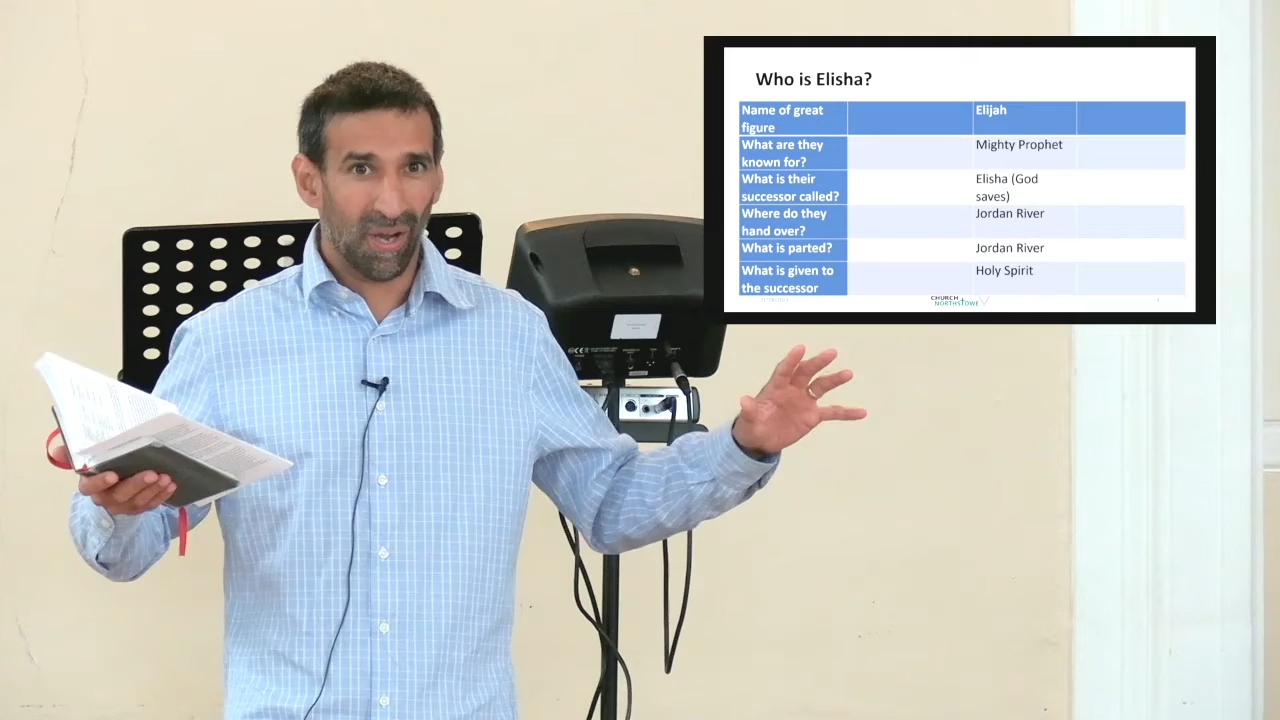 Who is Elisha?
Name of great
figure
Elijah
What are they
known for?
Mighty Prophet
What is their
successor called?
Elisha (God
saves)
Where do they
hand over?
Jordan River
What is parted?
Jordan River
What is given to
the successor
Holy Spirit
CHURCH
NORTHSTOWE